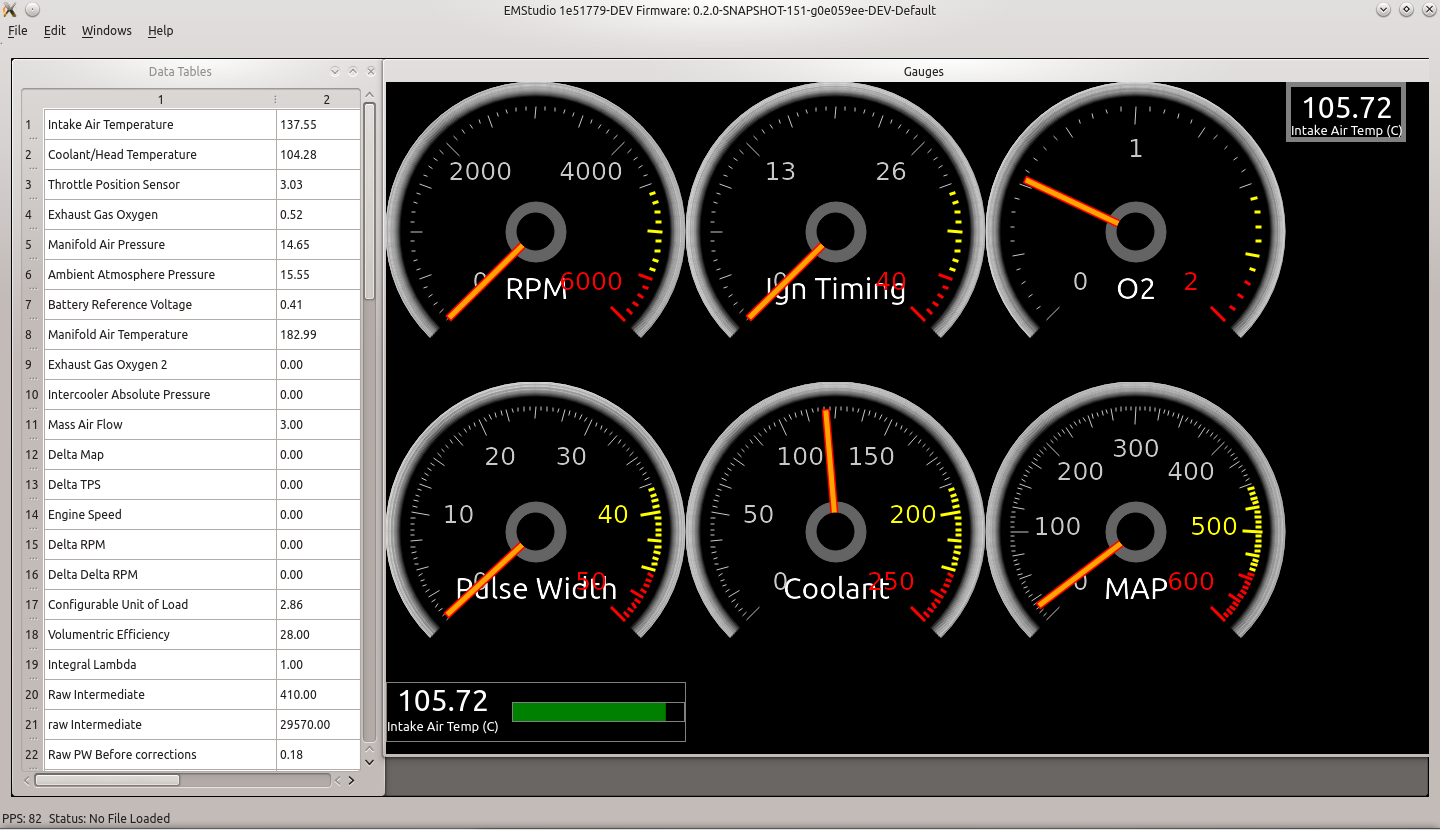 EMStudio 1e51779-DEV Firmware: 0.2.0-SNAPSHOT-151-g0e059ee-DEV-Default
File Edit Windows Help
Data Tables
1 2
1 Intake Air Temperature 137.55
2 Coolant/Head Temperature 104.28
3 Throttle Position Sensor 3.03
4 Exhaust Gas Oxygen 0.52
5 Manifold Air Pressure 14.65
6 Ambient Atmosphere Pressure 15.55
7 Battery Reference Voltage 0.41
8 Manifold Air Temperature 182.99
9 Exhaust Gas Oxygen 2 0.00
10 Intercooler Absolute Pressure 0.00
11 Mass Air Flow 3.00
12 Delta Map 0.00
13 Delta TPS 0.00
14 Engine Speed 0.00
15 Delta RPM 0.00
16 Delta Delta RPM 0.00
17 Configurable Unit of Load 2.86
18 Volumentric Efficiency 28.00
19 Integral Lambda 1.00
20 Raw Intermediate 410.00
21 raw Intermediate 29570.00
22 Raw PW Before corrections 0.18
Gauges
2000 4000
0 6000
RPM
13 26
0 40
Ign Timing
1
0 2
O2
105.72
Intake Air Temp (C)
20 30
10 40
0 50
Pulse Width
100 150
50 200
0 250
Coolant
300
200 400
100 500
0 600
MAP
105.72
Intake Air Temp (C)
PPS: 82 Status: No File Loaded